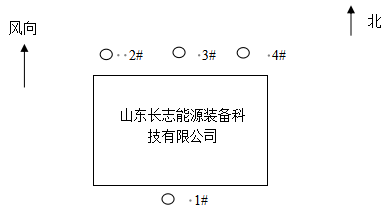 风向
北
○ 2#
○ 3#
○ 4#
山东长志能源装备科
技有限公司
○ 1#